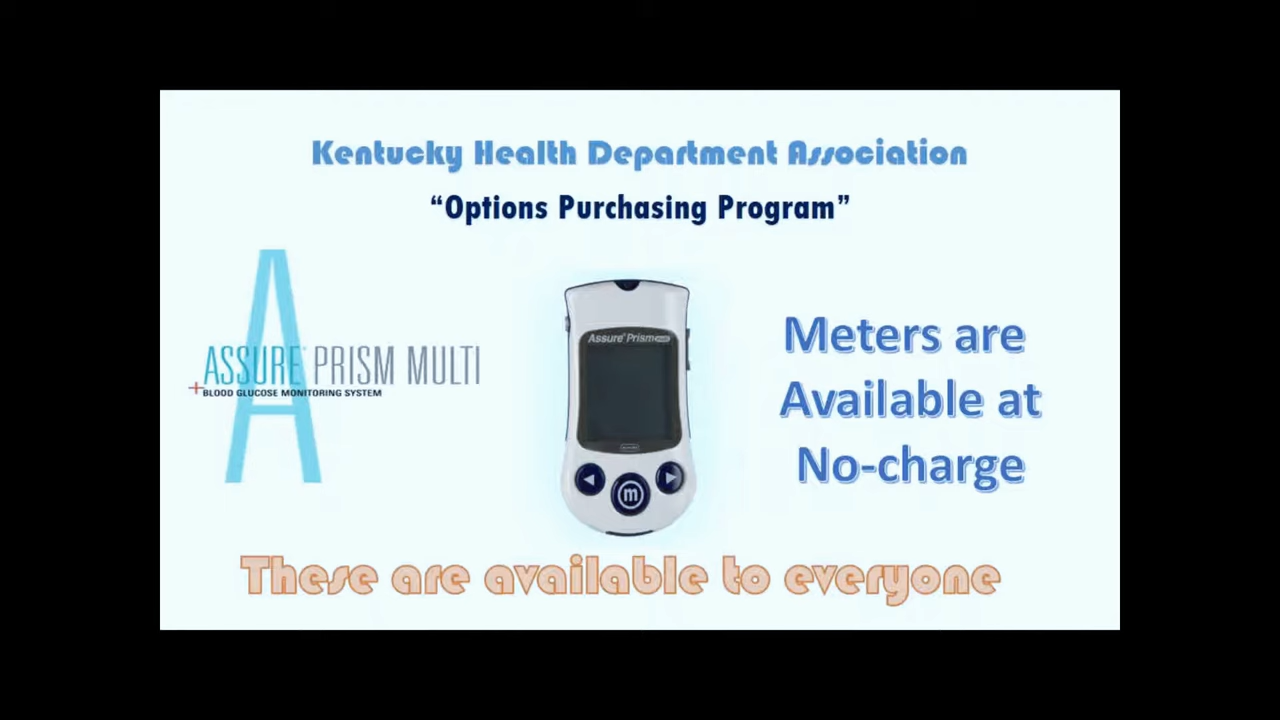 Kentucky Health Department Association
“Options Purchasing Program”
A
ASSURE® PRISM MULTI
BLOOD GLUCOSE MONITORING SYSTEM
Assure® Prism
m
Meters are
Available at
No-charge
These are available to everyone